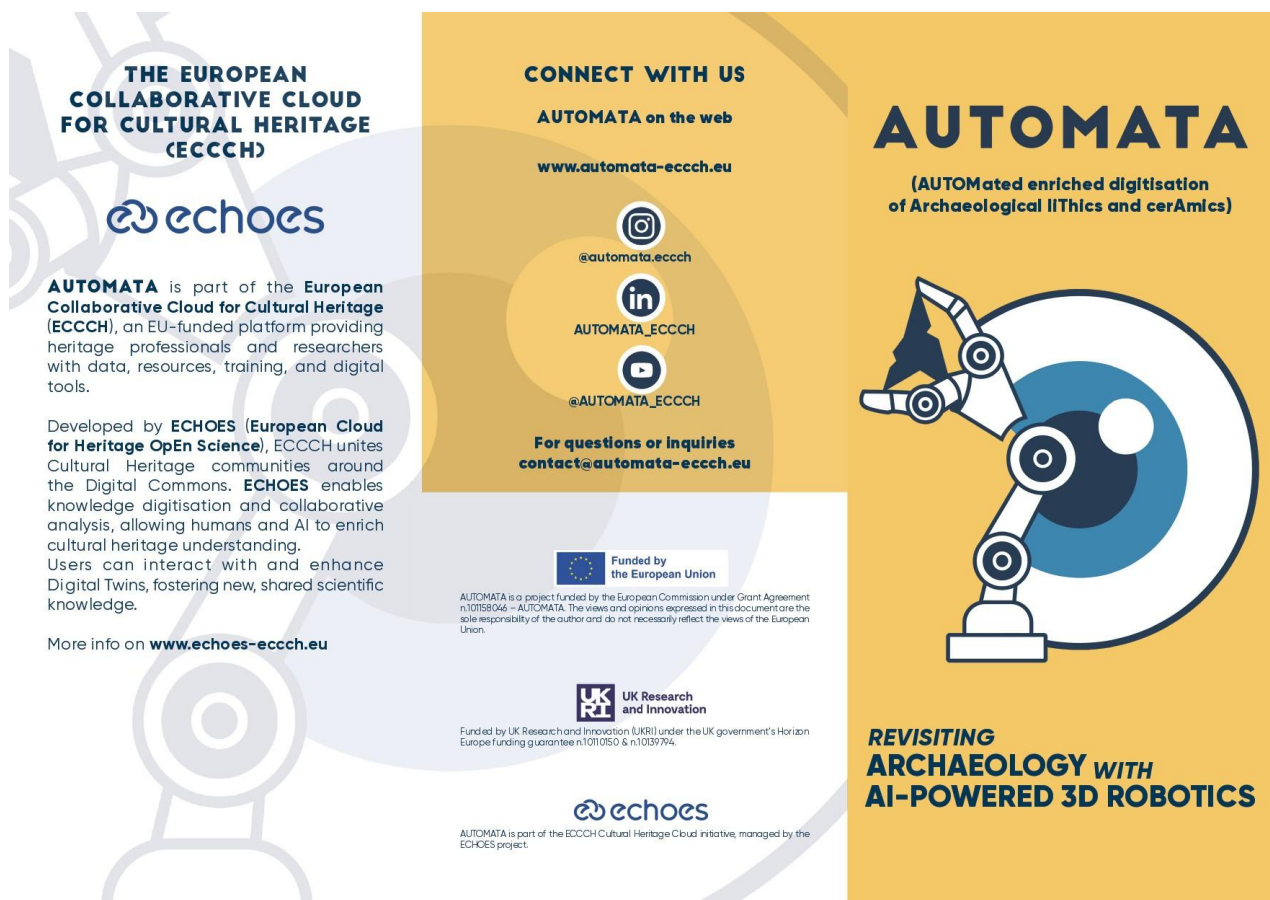 THE EUROPEAN
COLLABORATIVE CLOUD
FOR CULTURAL HERITAGE
(ECCCH)
echoes
AUTOMATA is part of the European
Collaborative Cloud for Cultural Heritage
(ECCCH), an EU-funded platform providing
heritage professionals and researchers
with data, resources, training, and digital
tools.
Developed by ECHOES (European Cloud
for Heritage OpEn Science), ECCCH unites
Cultural Heritage communities around
the Digital Commons. ECHOES enables
knowledge digitisation and collaborative
analysis, allowing humans and AI to enrich
cultural heritage understanding.
Users can interact with and enhance
Digital Twins, fostering new, shared scientific
knowledge.
More info on www.echoes-eccch.eu
CONNECT WITH US
AUTOMATA on the web
www.automata-eccch.eu
@automata.eccch
in
AUTOMATA_ECCCH
@AUTOMATA_ECCCH
For questions or inquiries
contact@automata-eccch.eu
Funded by
the European Union
AUTOMATA is a project funded by the European Commission under Grant Agreement
n.101158046 – AUTOMATA. The views and opinions expressed in this document are the
sole responsibility of the author and do not necessarily reflect the views of the European
Union.
UK
RI
UK Research
and Innovation
Funded by UK Research and Innovation (UKRI) under the UK government's Horizon
Europe funding guarantee n.10110150 & n.10139794.
echoes
AUTOMATA is part of the ECCCH Cultural Heritage Cloud initiative, managed by the
ECHOES project.
AUTOMATA
(AUTOMated enriched digitisation
of Archaeological liThics and cerAmics)
REVISITING
ARCHAEOLOGY WITH
AI-POWERED 3D ROBOTICS